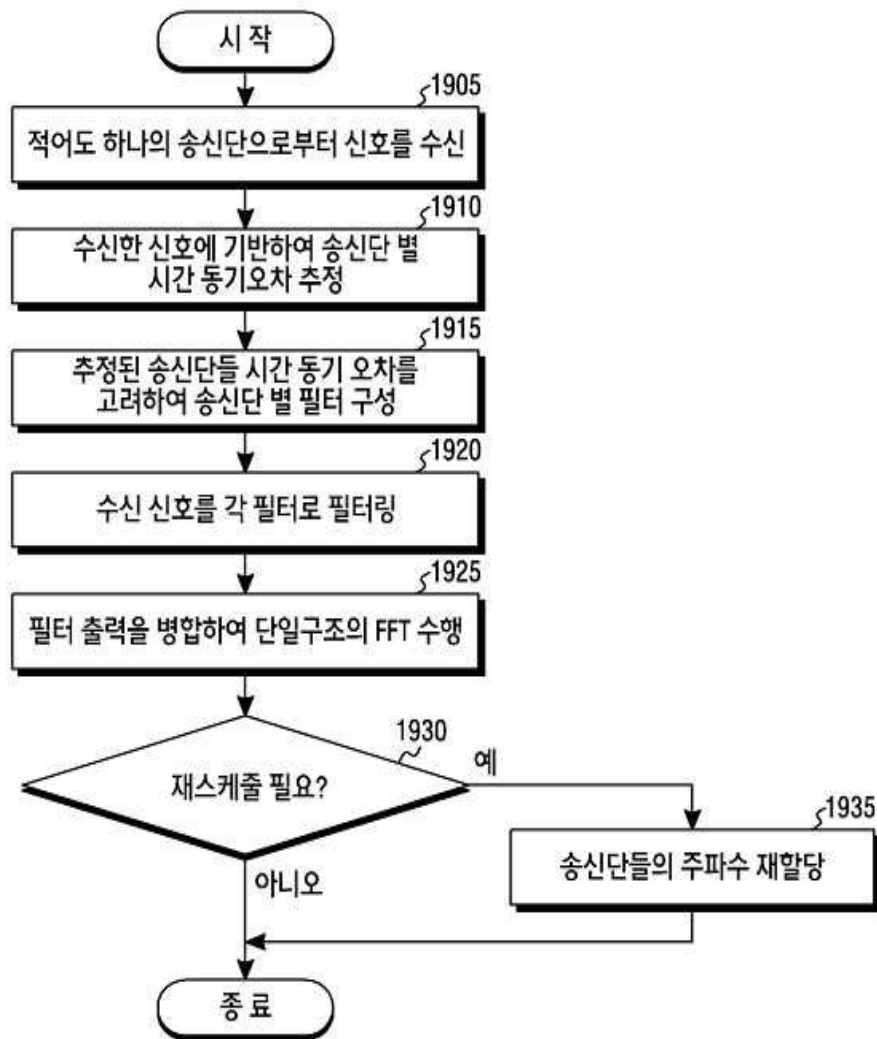 시 작
1905
적어도 하나의 송신단으로부터 신호를 수신
1910
수신한 신호에 기반하여 송신단 별
시간 동기오차 추정
1915
추정된 송신단들 시간 동기 오차를
고려하여 송신단 별 필터 구성
1920
수신 신호를 각 필터로 필터링
1925
필터 출력을 병합하여 단일구조의 FFT 수행
1930
재스케줄 필요?
예
1935
송신단들의 주파수 재할당
아니오
종 료